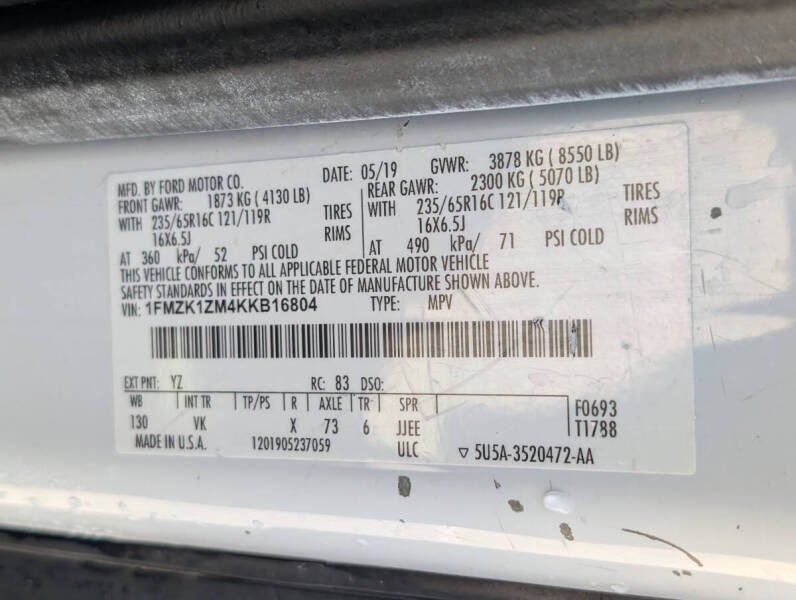 MFD. BY FORD MOTOR CO. DATE: 05/19 GVWR: 3878 KG ( 8550 LB)
FRONT GAWR: 1873 KG ( 4130 LB) REAR GAWR: 2300 KG ( 5070 LB)
WITH 235/65R16C 121/119R TIRES WITH 235/65R16C 121/119R TIRES
16X6.5J RIMS 16X6.5J RIMS
AT 360 kPa/ 52 PSI COLD AT 490 kPa/ 71 PSI COLD
THIS VEHICLE CONFORMS TO ALL APPLICABLE FEDERAL MOTOR VEHICLE
SAFETY STANDARDS IN EFFECT ON THE DATE OF MANUFACTURE SHOWN ABOVE.
VIN: 1FMZK1ZM4KKB16804 TYPE: MPV
EXT PNT: YZ RC: 83 DSO:
WB INT TR TP/PS R AXLE TR SPR
130 VK X 73 6 JJEE
F0693
T1788
MADE IN U.S.A. 1201905237059 ULC ▽ 5U5A-3520472-AA